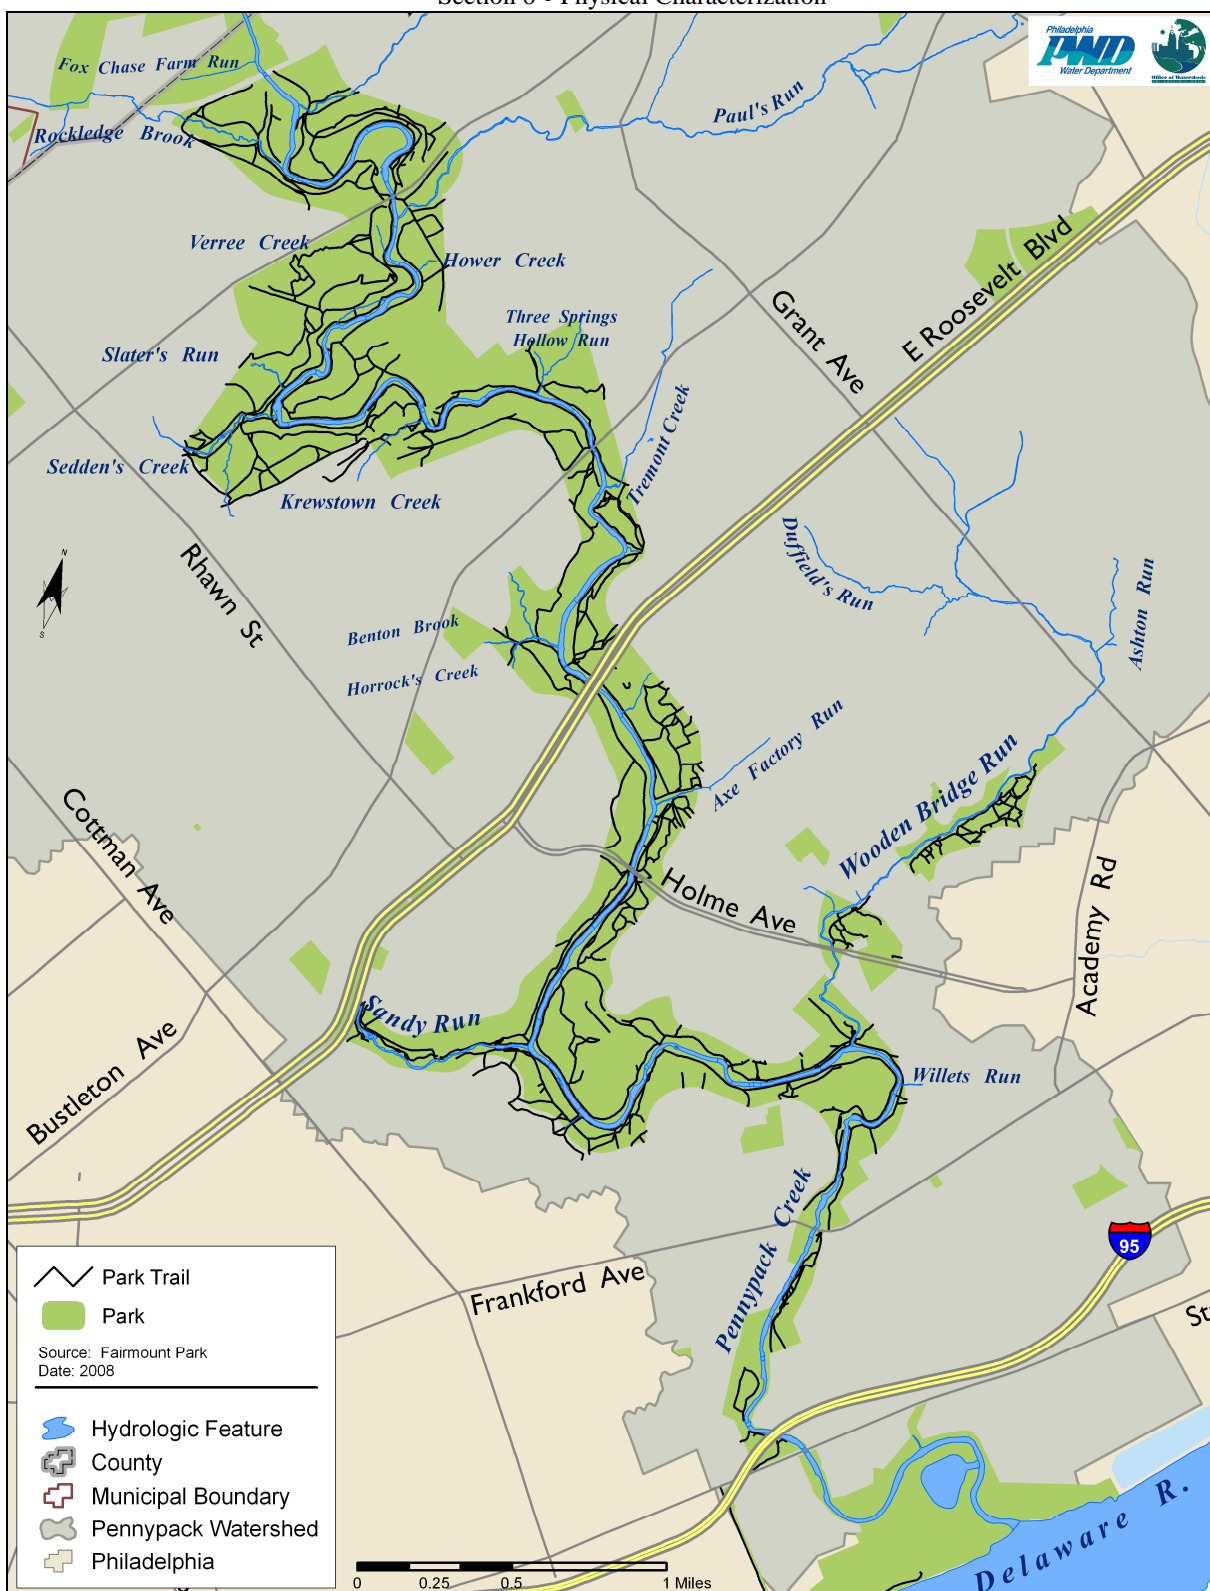 Section 6 • Physical Characterization
Philadelphia
PWD
Water Department
Office of Watersheds
Fox Chase Farm Run
Rockledge Brook
Paul's Run
Verree Creek
Hower Creek
Three Springs
Hollow Run
Grant Ave
E Roosevelt Blvd
Slater's Run
Tremont Creek
Sedden's Creek
Krewstown Creek
Duffield's Run
Ashton Run
N
S
Rhawn St
Benton Brook
Horrock's Creek
Axe Factory Run
Wooden Bridge Run
Cottman Ave
Holme Ave
Academy Rd
Sandy Run
Bustleton Ave
Willets Run
Pennypack Creek
95
Frankford Ave
St
Delaware R.
Park Trail
Park
Source: Fairmount Park
Date: 2008
Hydrologic Feature
County
Municipal Boundary
Pennypack Watershed
Philadelphia
0 0.25 0.5 1 Miles